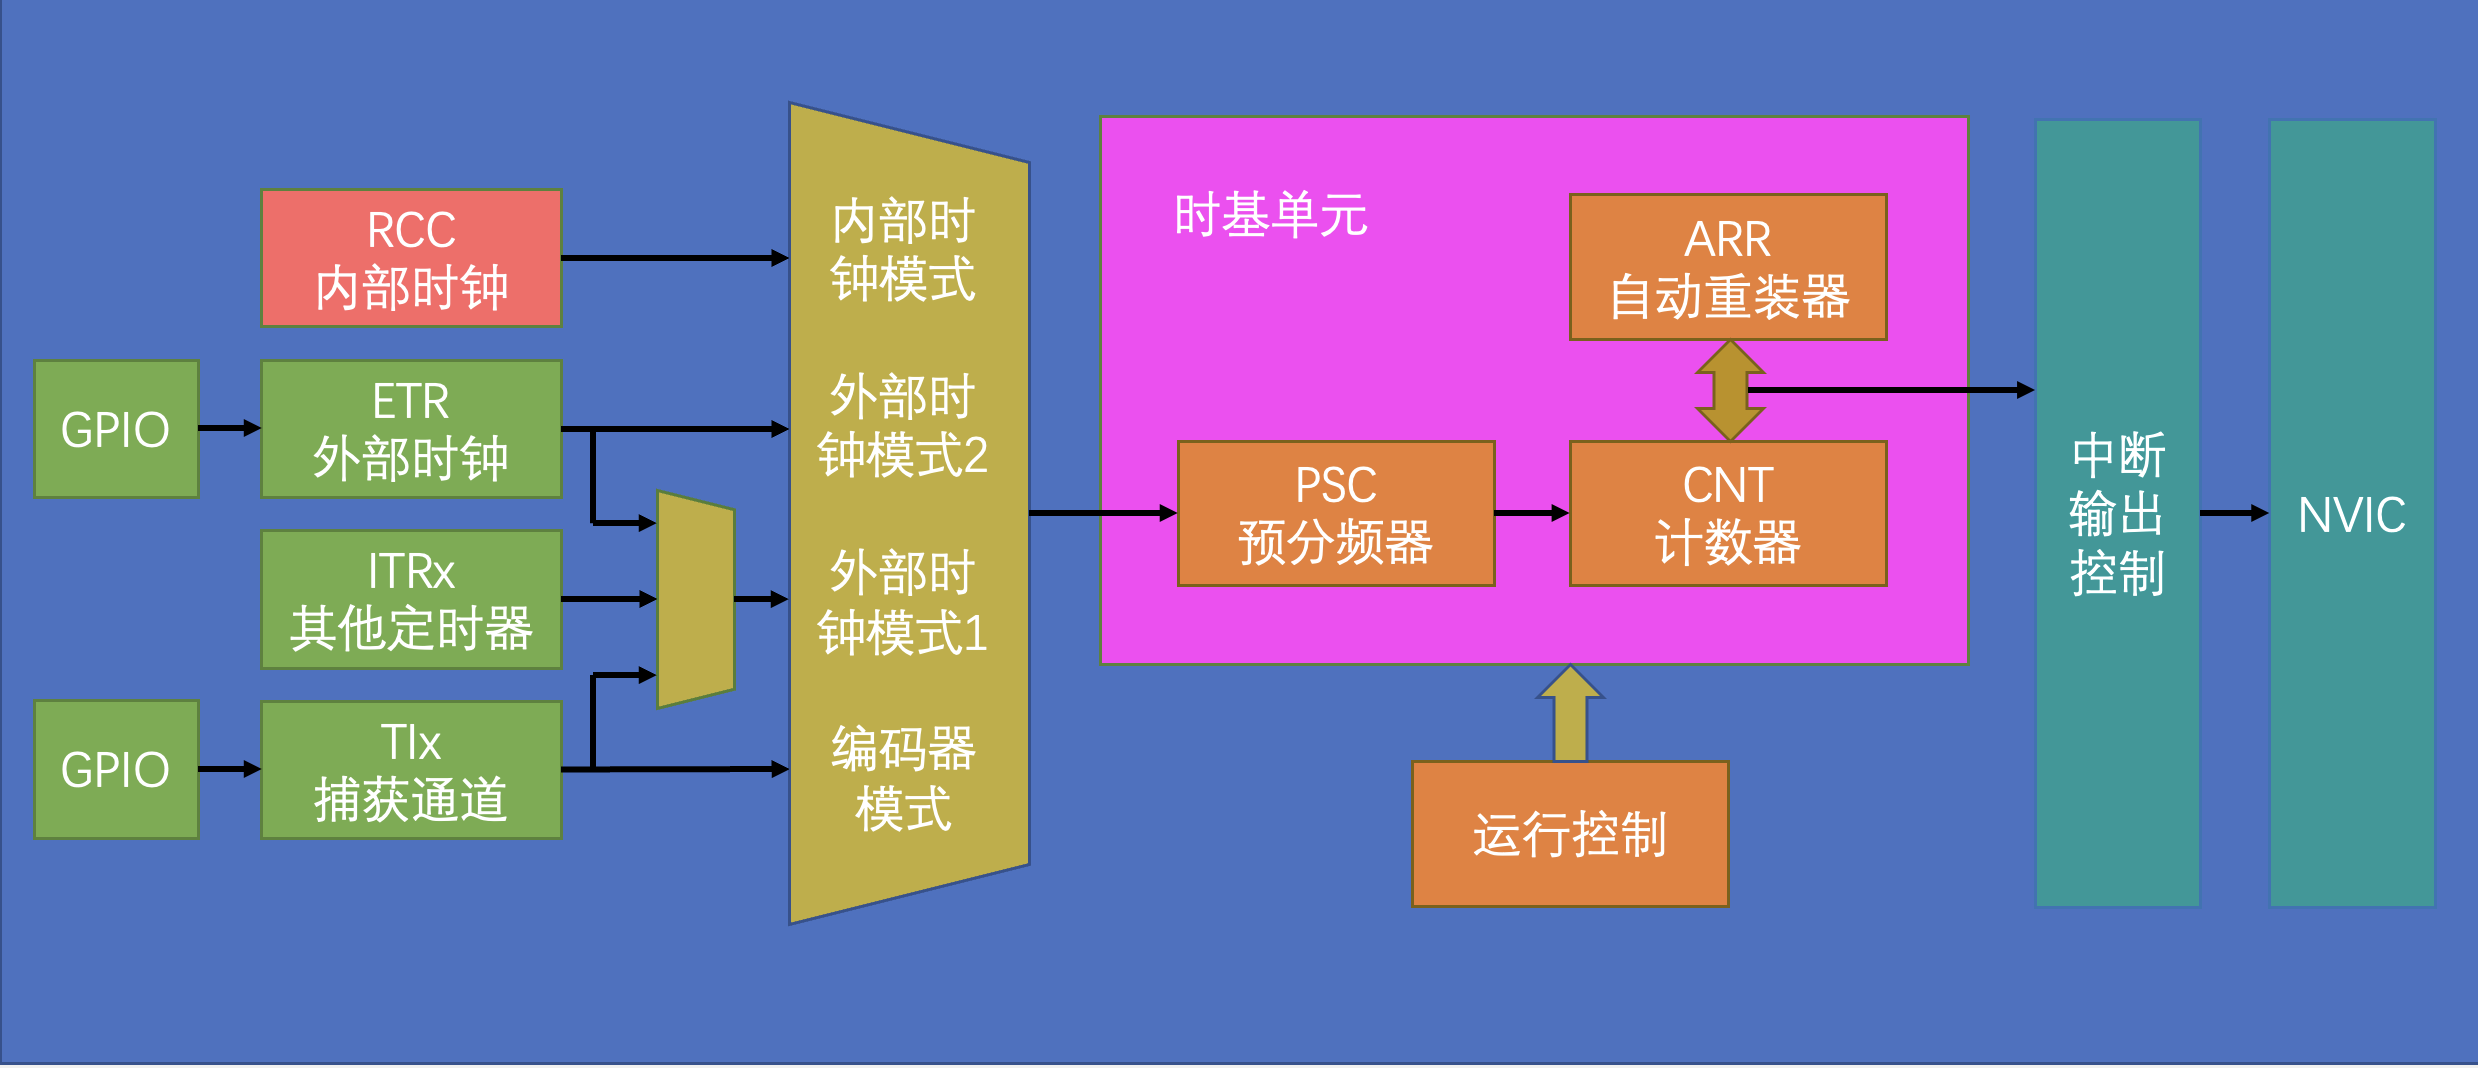 RCC
内部时钟
GPIO
ETR
外部时钟
ITRx
其他定时器
GPIO
TIx
捕获通道
内部时
钟模式
外部时
钟模式2
外部时
钟模式1
编码器
模式
时基单元
ARR
自动重装器
PSC
预分频器
CNT
计数器
运行控制
中断
输出
控制
NVIC